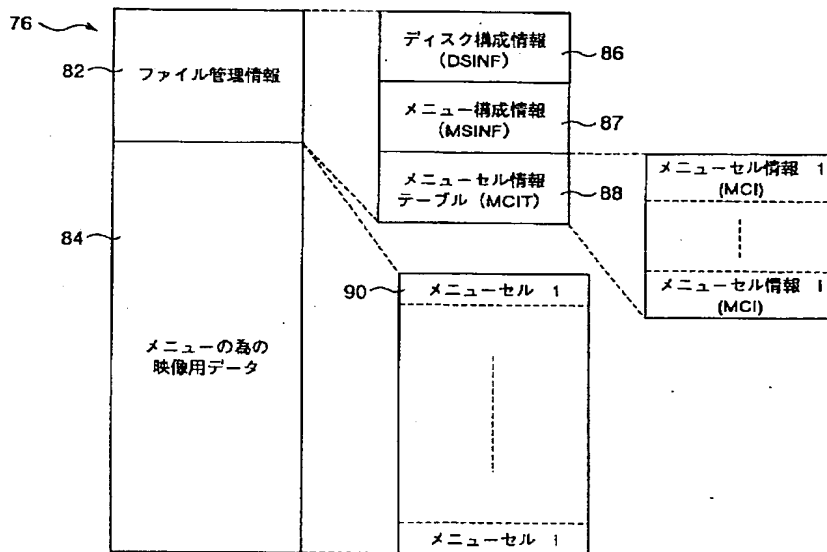 76
82
ファイル管理情報
ディスク構成情報
(DSINF)
86
メニュー構成情報
(MSINF)
87
メニューセル情報
テーブル (MCIT)
88
メニューセル情報 1
(MCI)
メニューセル情報 i
(MCI)
84
メニューの為の
映像用データ
90
メニューセル 1
メニューセル i